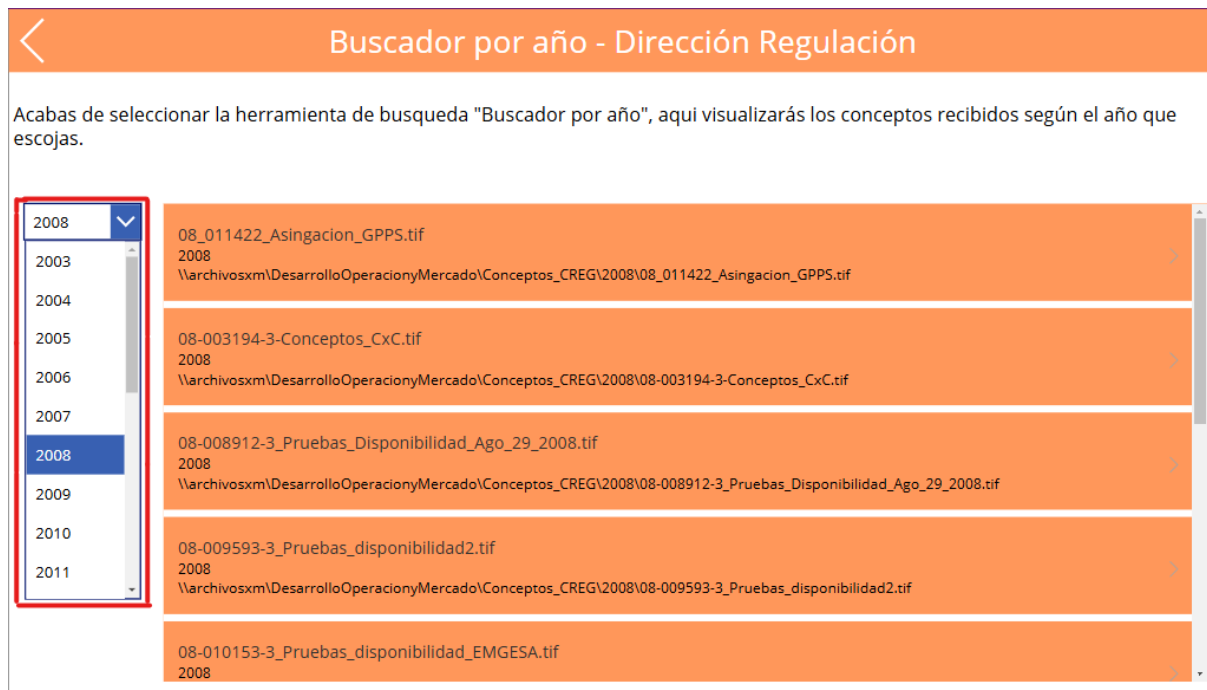 Buscador por año - Dirección Regulación
Acabas de seleccionar la herramienta de busqueda "Buscador por año", aqui visualizarás los conceptos recibidos según el año que
escojas.
2008
2003
2004
2005
2006
2007
2008
2009
2010
2011
08_011422_Asingacion_GPPS.tif
2008
\\archivosxm\DesarrolloOperacionyMercado\Conceptos_CREG\2008\08_011422_Asingacion_GPPS.tif
08-003194-3-Conceptos_CxC.tif
2008
\\archivosxm\DesarrolloOperacionyMercado\Conceptos_CREG\2008\08-003194-3-Conceptos_CxC.tif
08-008912-3_Pruebas_Disponibilidad_Ago_29_2008.tif
2008
\\archivosxm\DesarrolloOperacionyMercado\Conceptos_CREG\2008\08-008912-3_Pruebas_Disponibilidad_Ago_29_2008.tif
08-009593-3_Pruebas_disponibilidad2.tif
2008
\\archivosxm\DesarrolloOperacionyMercado\Conceptos_CREG\2008\08-009593-3_Pruebas_disponibilidad2.tif
08-010153-3_Pruebas_disponibilidad_EMGESA.tif
2008